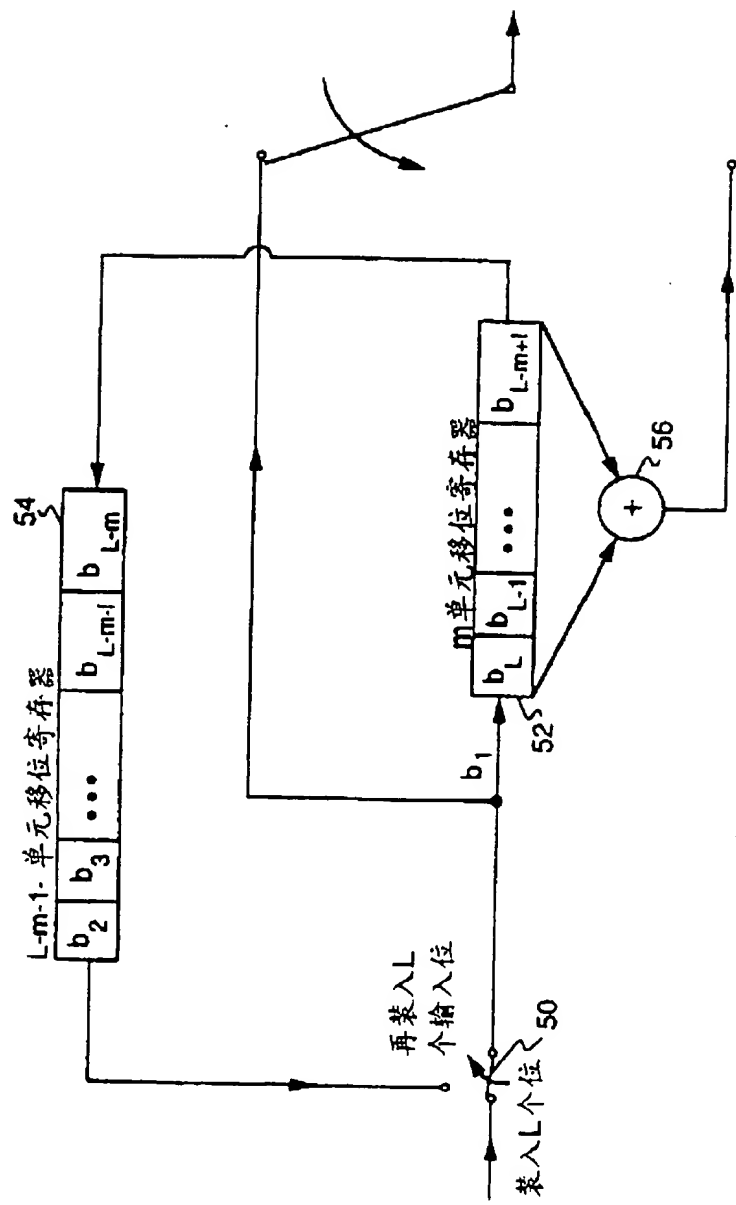 L-m-1-单元移位寄存器
54
b2
b3
•••
bL-m-1
bL-m
m单元移位寄存器
b1
bL
bL-1
•••
bL-m+1
52
+
56
再装入L
个输入位
50
装入L个位